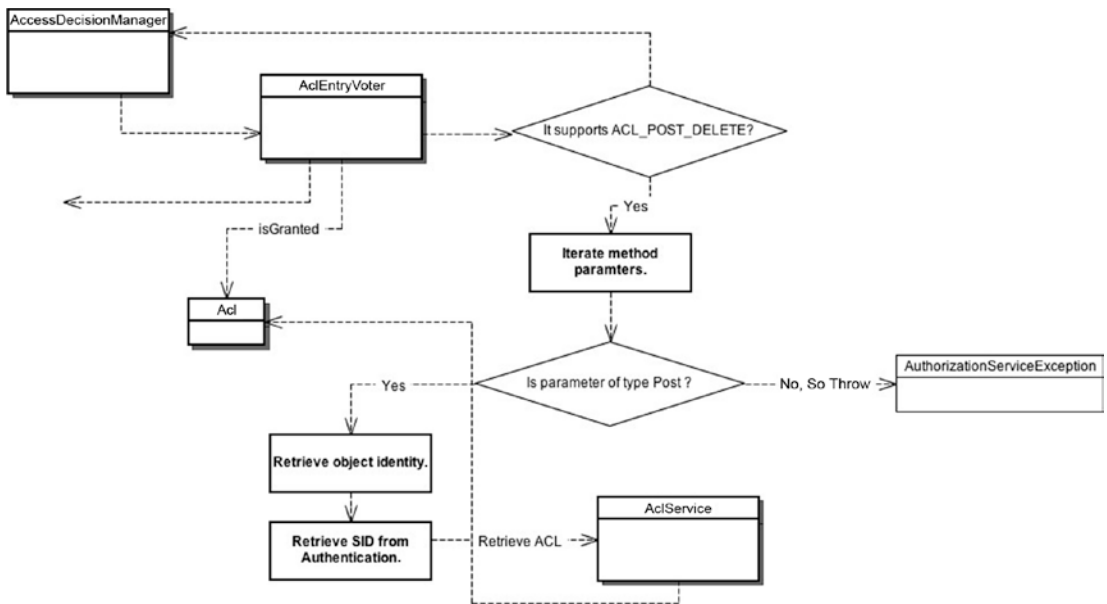 AccessDecisionManager
AclEntryVoter
It supports ACL_POST_DELETE?
Yes
isGranted
Iterate method
paramters.
Acl
Is parameter of type Post ?
Yes
No, So Throw
AuthorizationServiceException
Retrieve object identity.
AclService
Retrieve SID from
Authentication.
Retrieve ACL